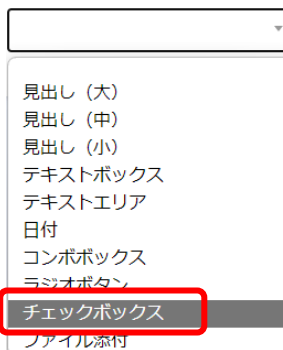 見出し（大）
見出し（中）
見出し（小）
テキストボックス
テキストエリア
日付
コンボボックス
ラジオボタン
チェックボックス
ファイル添付